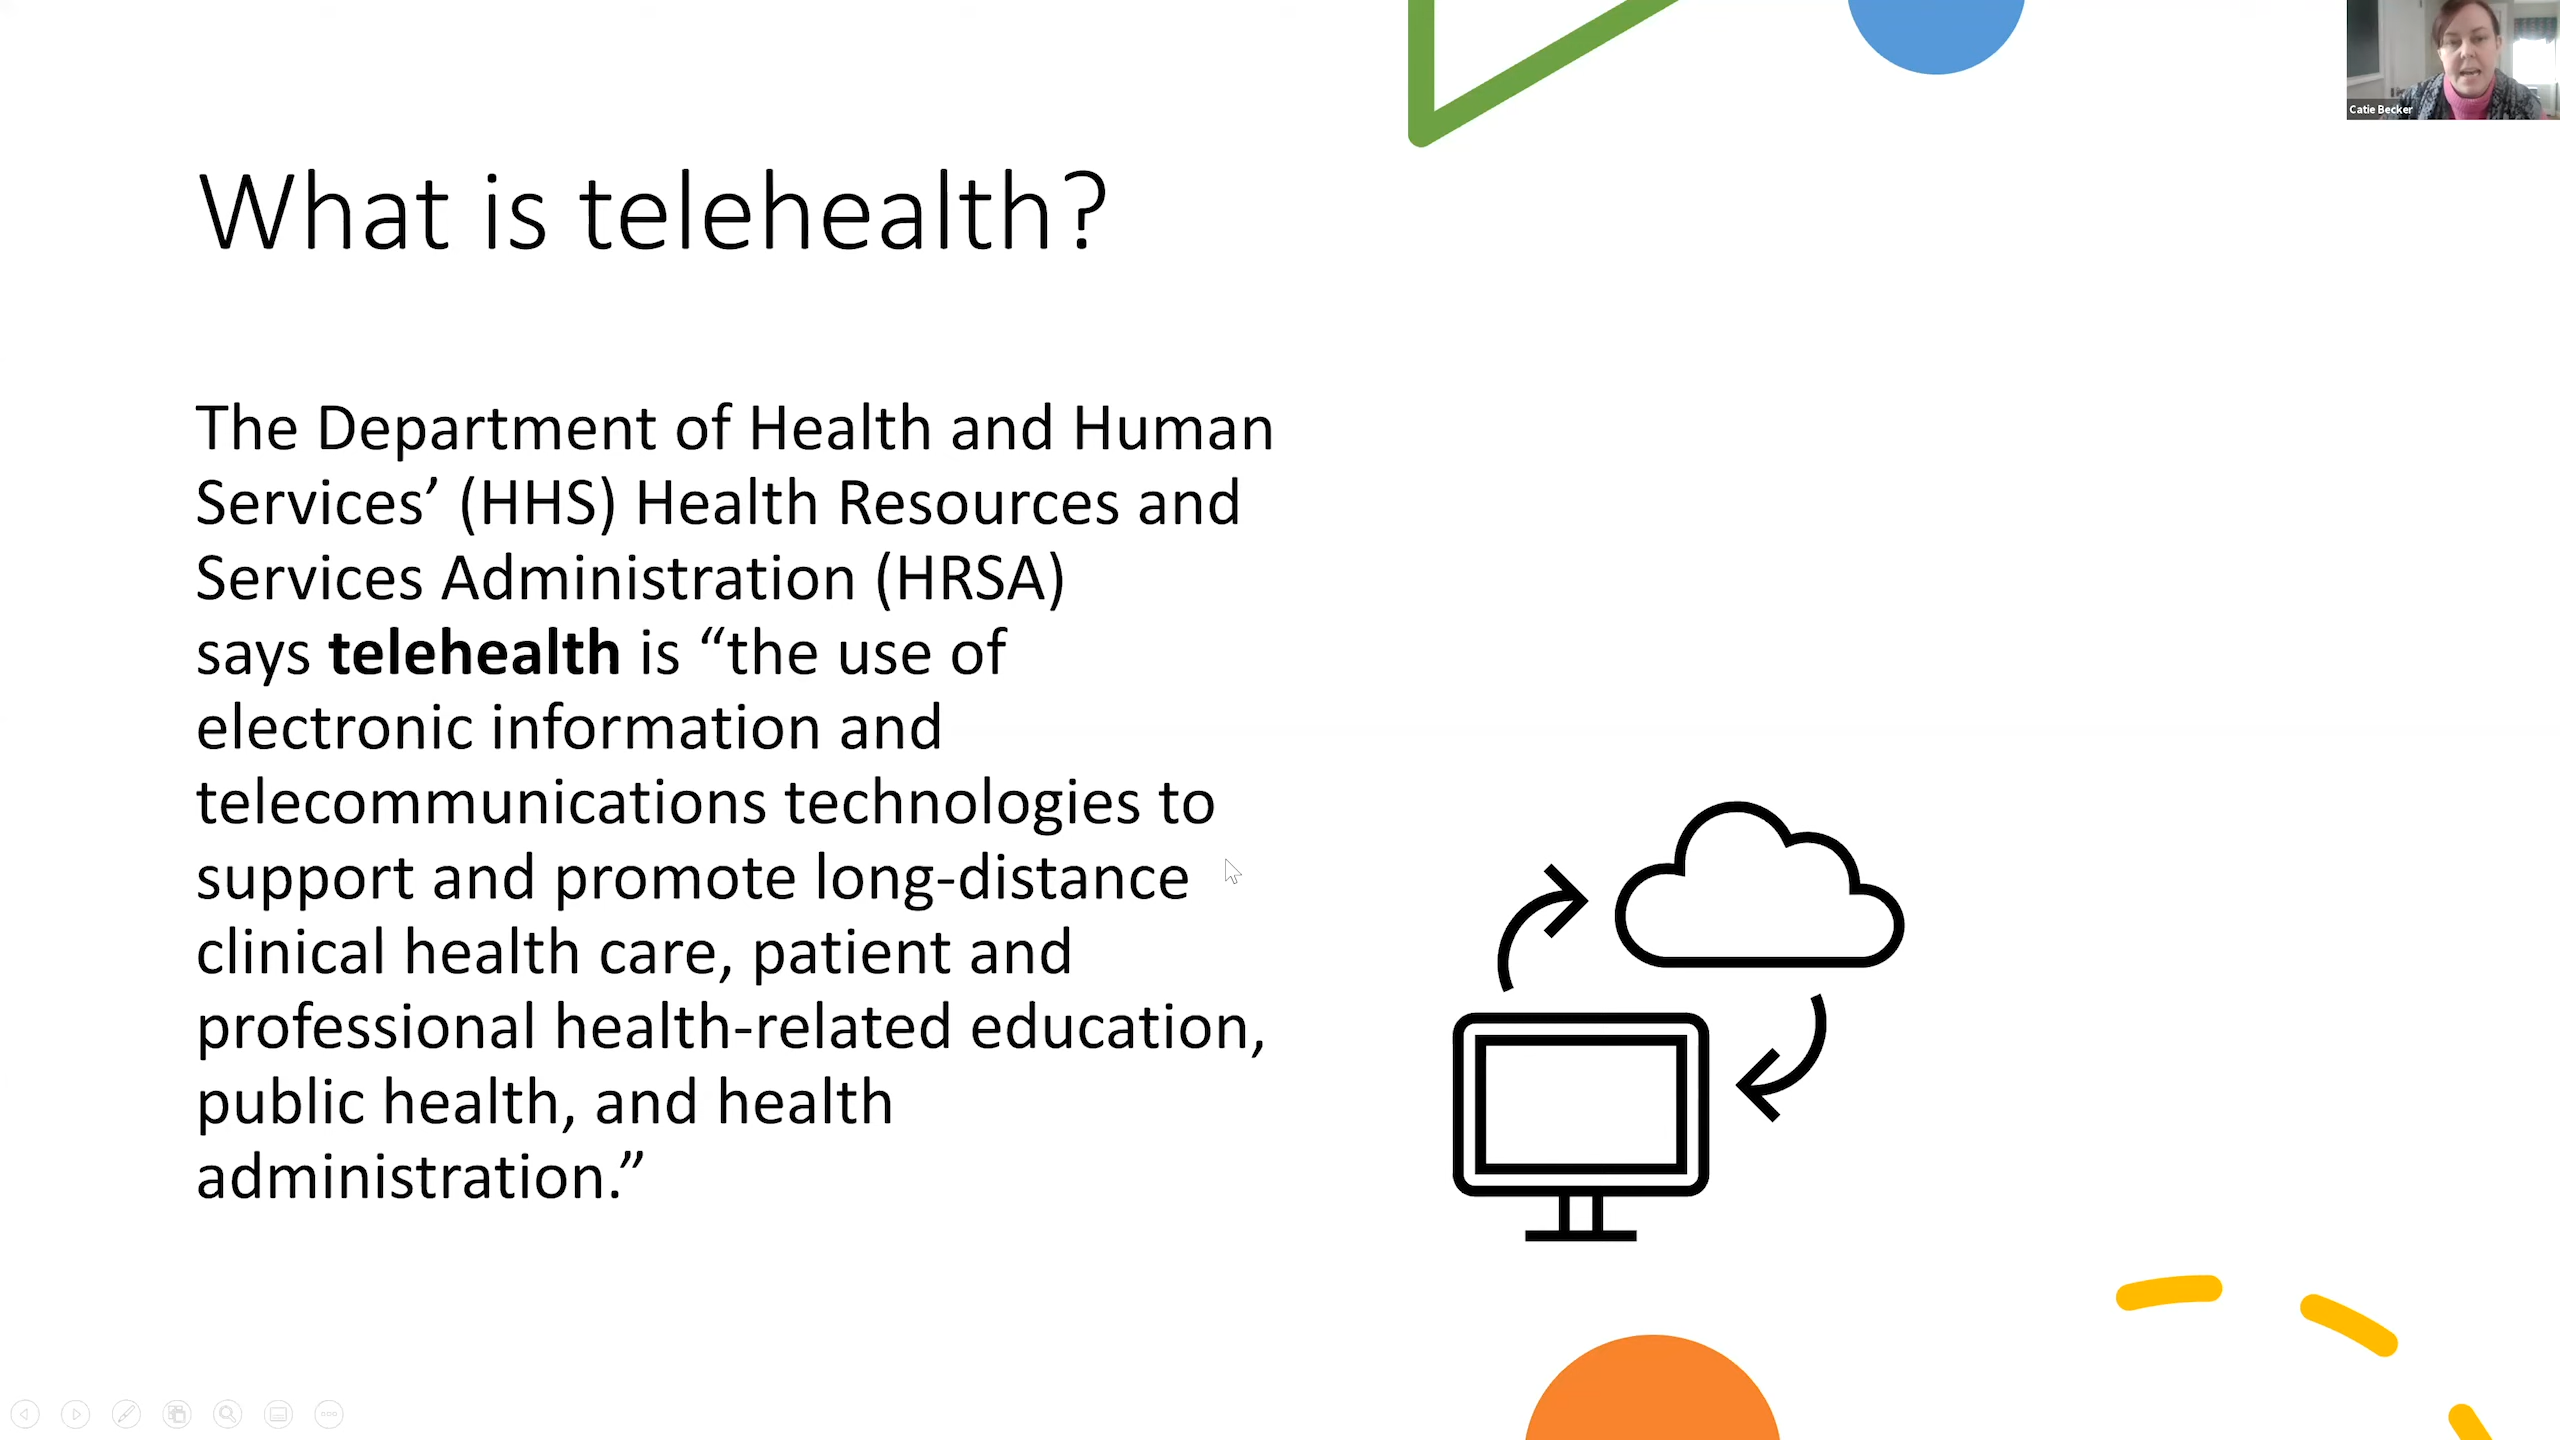 Catie Becker
What is telehealth?
The Department of Health and Human
Services’ (HHS) Health Resources and
Services Administration (HRSA)
says telehealth is “the use of
electronic information and
telecommunications technologies to
support and promote long-distance
clinical health care, patient and
professional health-related education,
public health, and health
administration.”